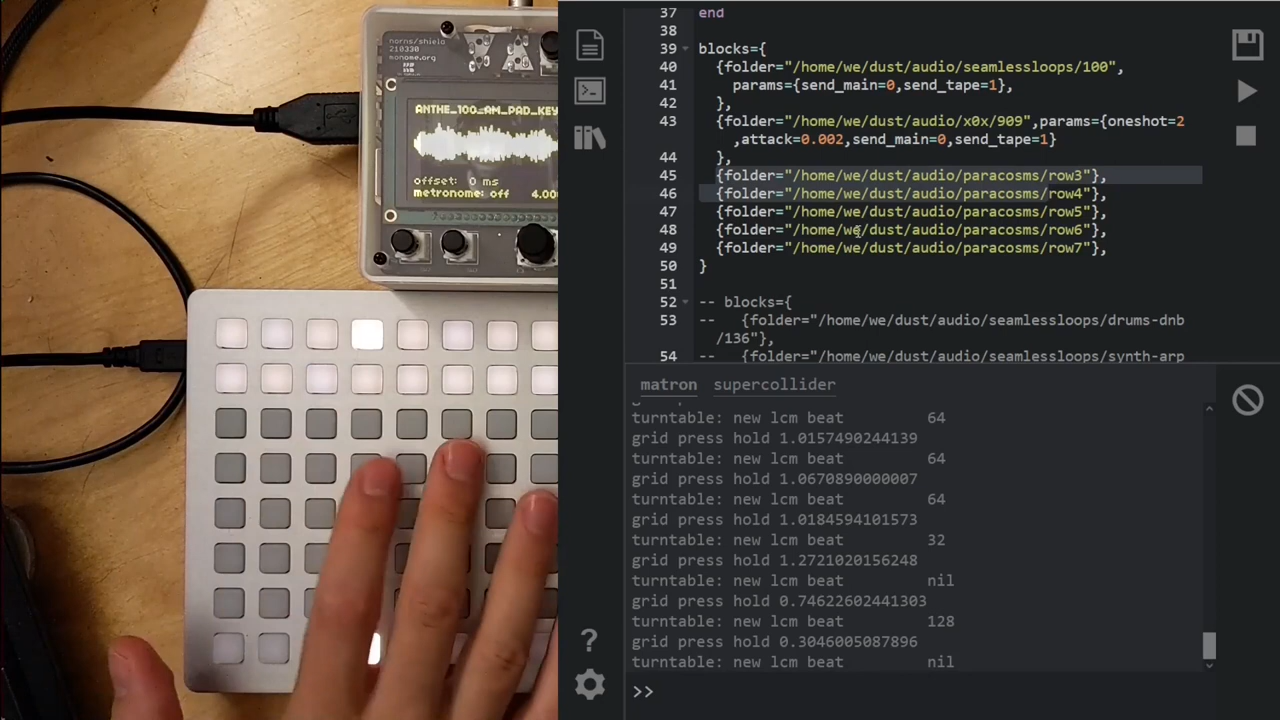 norns/shield
210330
monome.org
ANTHE_100_AM_PAD_KEY
offset: 0 ms
metronome: off 4.00
37 end
38
39 blocks={
40 {folder="/home/we/dust/audio/seamlessloops/100",
41 params={send_main=0,send_tape=1},
42 },
43 {folder="/home/we/dust/audio/x0x/909",params={oneshot=2
,attack=0.002,send_main=0,send_tape=1}
44 },
45 {folder="/home/we/dust/audio/paracosms/row3"},
46 {folder="/home/we/dust/audio/paracosms/row4"},
47 {folder="/home/we/dust/audio/paracosms/row5"},
48 {folder="/home/we/dust/audio/paracosms/row6"},
49 {folder="/home/we/dust/audio/paracosms/row7"},
50 }
51
52 -- blocks={
53 -- {folder="/home/we/dust/audio/seamlessloops/drums-dnb
/136"},
54 -- {folder="/home/we/dust/audio/seamlessloops/synth-arp
matron supercollider
turntable: new lcm beat 64
grid press hold 1.0157490244139
turntable: new lcm beat 64
grid press hold 1.0670890000007
turntable: new lcm beat 64
grid press hold 1.0184594101573
turntable: new lcm beat 32
grid press hold 1.2721020156248
turntable: new lcm beat nil
grid press hold 0.74622602441303
turntable: new lcm beat 128
grid press hold 0.3046005087896
turntable: new lcm beat nil
>>
?